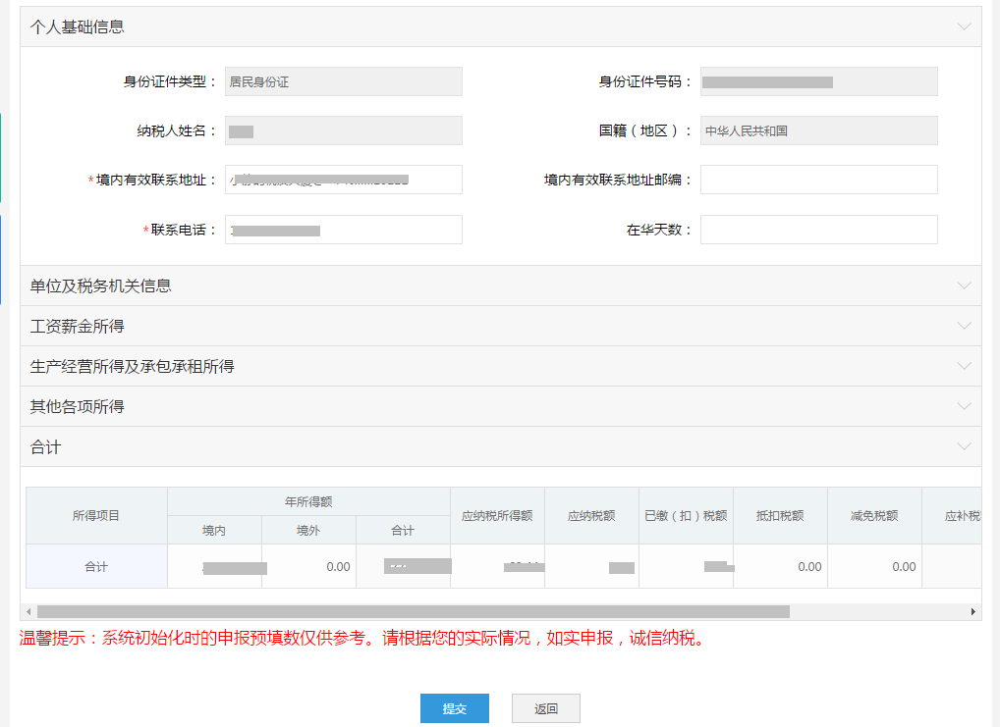 个人基础信息
身份证件类型： 居民身份证 身份证件号码：
纳税人姓名： 国籍（地区）： 中华人民共和国
*境内有效联系地址： 境内有效联系地址邮编：
*联系电话： 在华天数：
单位及税务机关信息
工资薪金所得
生产经营所得及承包承租所得
其他各项所得
合计
所得项目 年所得额 应纳税所得额 应纳税额 已缴（扣）税额 抵扣税额 减免税额 应补税
境内 境外 合计
合计 0.00 0.00 0.00
温馨提示：系统初始化时的申报预填数仅供参考。请根据您的实际情况，如实申报，诚信纳税。
提交 返回